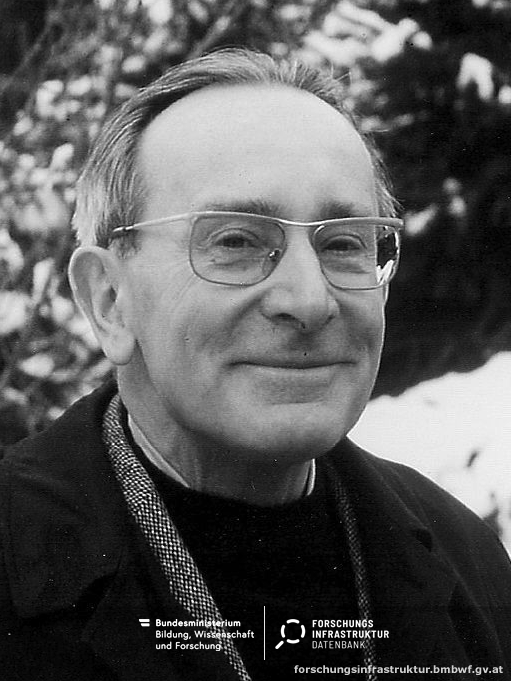 Bundesministerium
Bildung, Wissenschaft
und Forschung
FORSCHUNGS
INFRASTRUKTUR
DATENBANK
forschungsinfrastruktur.bmbwf.gv.at